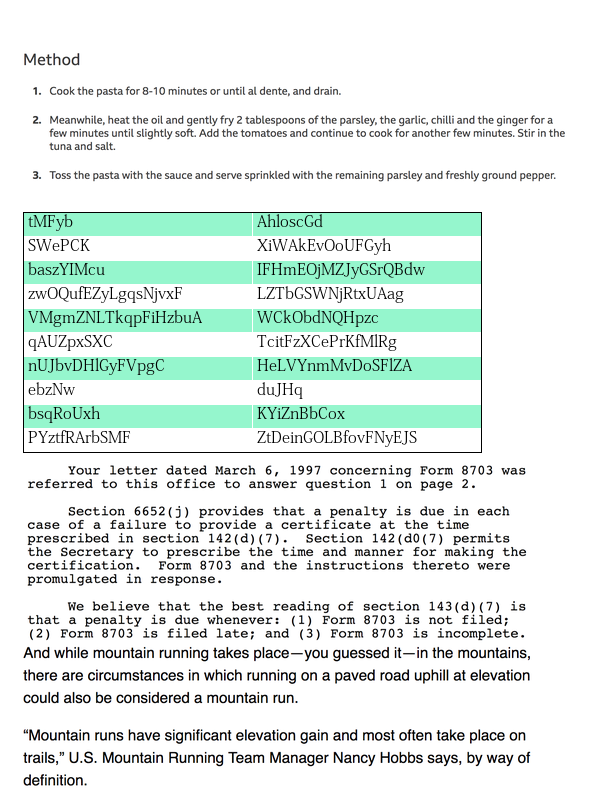 Method
1. Cook the pasta for 8-10 minutes or until al dente, and drain.
2. Meanwhile, heat the oil and gently fry 2 tablespoons of the parsley, the garlic, chilli and the ginger for a
few minutes until slightly soft. Add the tomatoes and continue to cook for another few minutes. Stir in the
tuna and salt.
3. Toss the pasta with the sauce and serve sprinkled with the remaining parsley and freshly ground pepper.
tMFyb AhloscGd
SWePCK XiWAkEvOoUFGyh
baszYIMcu IFHmEOjMZJyGSrQBdw
zwOQufEZyLgqsNjvxF LZTbGSWNjRtxUAag
VMgmZNLTkqpFiHzbuA WCkObdNQHpzc
qAUZpxSXC TcitFzXCePrKfMlRg
nUJbvDHlGyFVpgC HeLVYnmMvDoSFlZA
ebzNw duJHq
bsqRoUxh KYiZnBbCox
PYztfRArbSMF ZtDeinGOLBfovFNyEJS
Your letter dated March 6, 1997 concerning Form 8703 was
referred to this office to answer question 1 on page 2.
Section 6652(j) provides that a penalty is due in each
case of a failure to provide a certificate at the time
prescribed in section 142(d)(7). Section 142(d0(7) permits
the Secretary to prescribe the time and manner for making the
certification. Form 8703 and the instructions thereto were
promulgated in response.
We believe that the best reading of section 143(d)(7) is
that a penalty is due whenever: (1) Form 8703 is not filed;
(2) Form 8703 is filed late; and (3) Form 8703 is incomplete.
And while mountain running takes place—you guessed it—in the mountains,
there are circumstances in which running on a paved road uphill at elevation
could also be considered a mountain run.
“Mountain runs have significant elevation gain and most often take place on
trails,” U.S. Mountain Running Team Manager Nancy Hobbs says, by way of
definition.